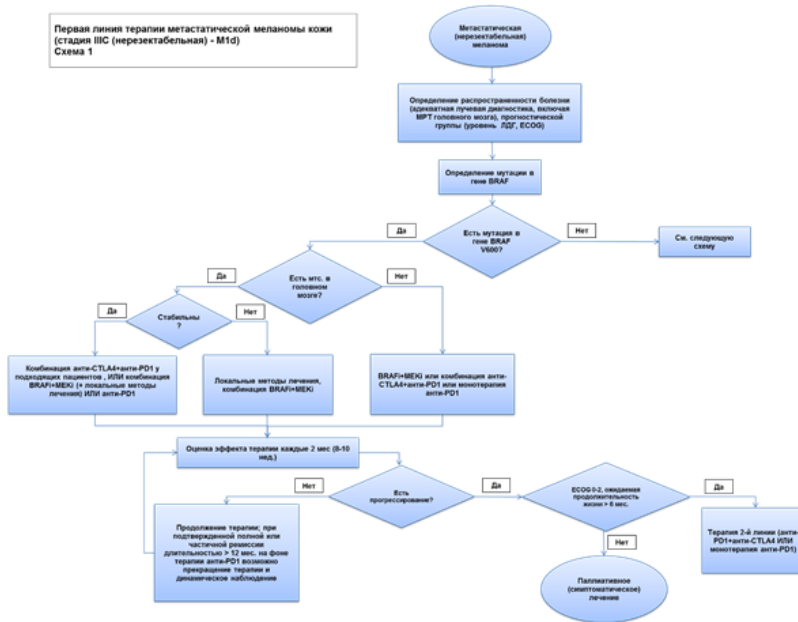 Первая линия терапии метастатической меланомы кожи
(стадия IIIC (нерезектабельная) - M1d)
Схема 1
Метастатическая
(нерезектабельная)
меланома
Определение распространенности болезни
(адекватная лучевая диагностика, включая
МРТ головного мозга), прогностической
группы (уровень ЛДГ, ECOG)
Определение мутации в
гене BRAF
Есть мутация в
гене BRAF
V600?
Да
Нет
См. следующую
схему
Есть мтс. в
головном
мозге?
Да
Нет
Стабильны
?
Да
Нет
Комбинация анти-CTLA4+анти-PD1 у
подходящих пациентов , ИЛИ комбинация
BRAFi+MEKi (+ локальные методы
лечения) ИЛИ анти-PD1
Локальные методы лечения,
комбинация BRAFi+MEKi
BRAFi+MEKi или комбинация анти-
CTLA4+анти-PD1 или монотерапия
анти-PD1
Оценка эффекта терапии каждые 2 мес (8-10
нед.)
Есть
прогрессирование?
Нет
Да
Продолжение терапии; при
подтвержденной полной или
частичной ремиссии
длительностью > 12 мес. на фоне
терапии анти-PD1 возможно
прекращение терапии и
динамическое наблюдение
ECOG 0-2, ожидаемая
продолжительность
жизни > 6 мес.
Да
Нет
Терапия 2-й линии (анти-
PD1+анти-CTLA4 ИЛИ
монотерапия анти-PD1)
Паллиативное
(симптоматическое)
лечение